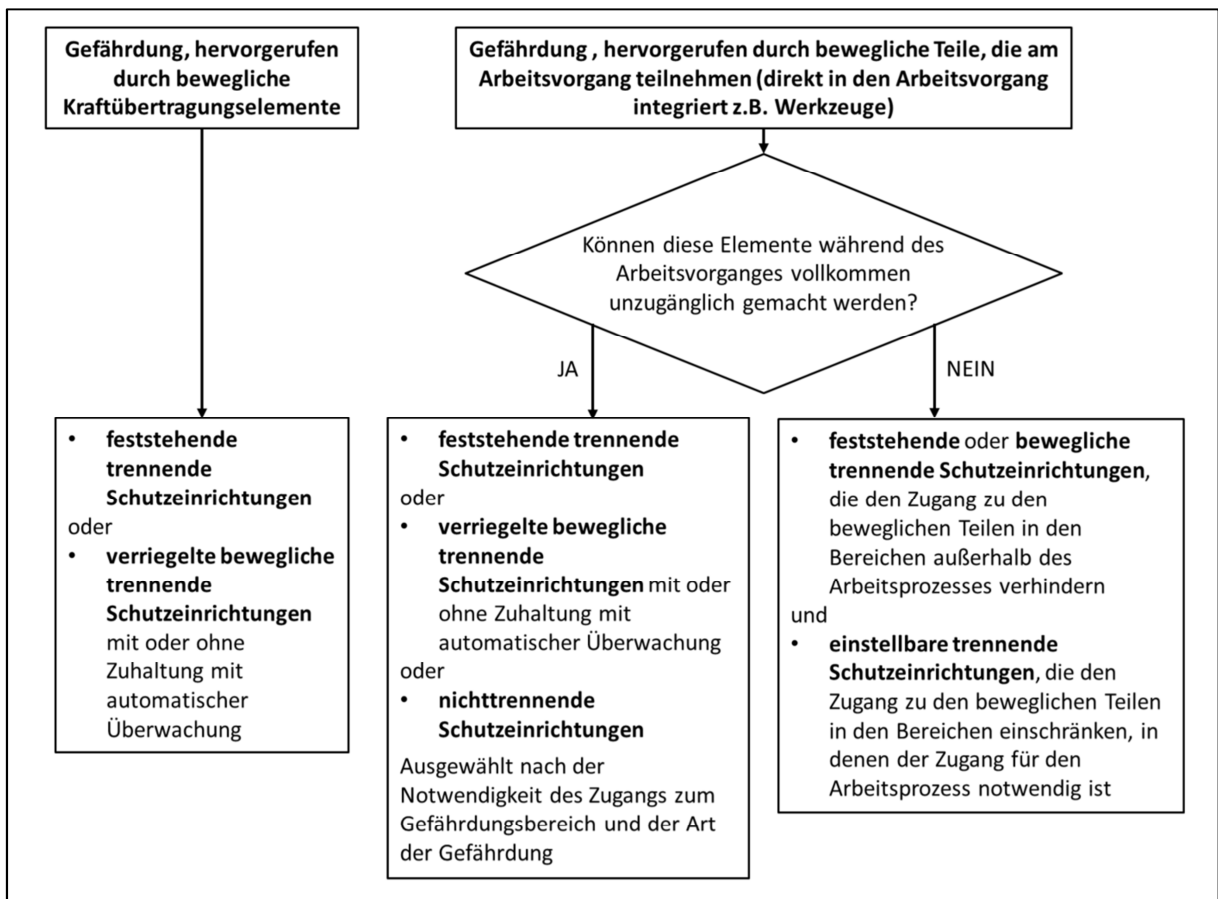 Gefährdung, hervorgerufen
durch bewegliche
Kraftübertragungselemente
Gefährdung , hervorgerufen durch bewegliche Teile, die am
Arbeitsvorgang teilnehmen (direkt in den Arbeitsvorgang
integriert z.B. Werkzeuge)
Können diese Elemente während des
Arbeitsvorganges vollkommen
unzugänglich gemacht werden?
JA
NEIN
• feststehende
trennende
Schutzeinrichtungen
oder
• verriegelte bewegliche
trennende
Schutzeinrichtungen
mit oder ohne
Zuhaltung mit
automatischer
Überwachung
• feststehende trennende
Schutzeinrichtungen
oder
• verriegelte bewegliche
trennende
Schutzeinrichtungen mit oder
ohne Zuhaltung mit
automatischer Überwachung
oder
• nichttrennende
Schutzeinrichtungen
Ausgewählt nach der
Notwendigkeit des Zugangs zum
Gefährdungsbereich und der Art
der Gefährdung
• feststehende oder bewegliche
trennende Schutzeinrichtungen,
die den Zugang zu den
beweglichen Teilen in den
Bereichen außerhalb des
Arbeitsprozesses verhindern
und
• einstellbare trennende
Schutzeinrichtungen, die den
Zugang zu den beweglichen Teilen
in den Bereichen einschränken, in
denen der Zugang für den
Arbeitsprozess notwendig ist